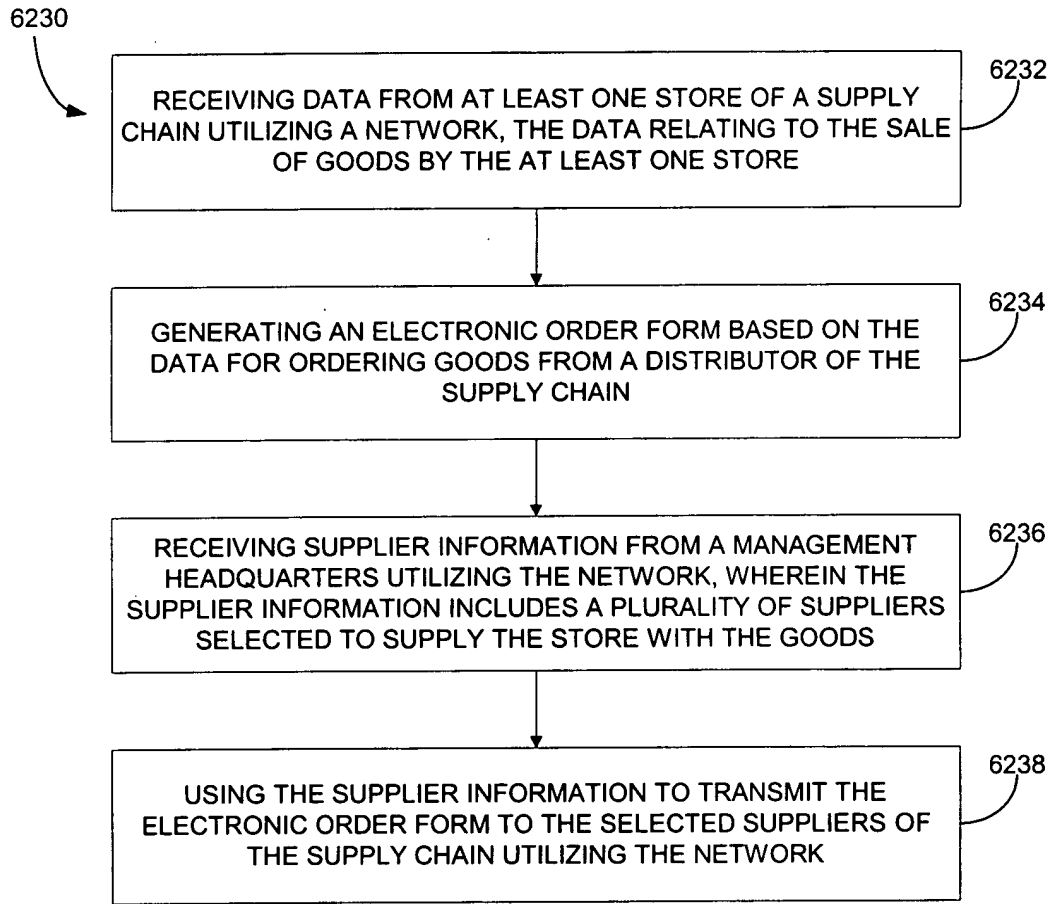 6230
6232
RECEIVING DATA FROM AT LEAST ONE STORE OF A SUPPLY
CHAIN UTILIZING A NETWORK, THE DATA RELATING TO THE SALE
OF GOODS BY THE AT LEAST ONE STORE
6234
GENERATING AN ELECTRONIC ORDER FORM BASED ON THE
DATA FOR ORDERING GOODS FROM A DISTRIBUTOR OF THE
SUPPLY CHAIN
6236
RECEIVING SUPPLIER INFORMATION FROM A MANAGEMENT
HEADQUARTERS UTILIZING THE NETWORK, WHEREIN THE
SUPPLIER INFORMATION INCLUDES A PLURALITY OF SUPPLIERS
SELECTED TO SUPPLY THE STORE WITH THE GOODS
6238
USING THE SUPPLIER INFORMATION TO TRANSMIT THE
ELECTRONIC ORDER FORM TO THE SELECTED SUPPLIERS OF
THE SUPPLY CHAIN UTILIZING THE NETWORK